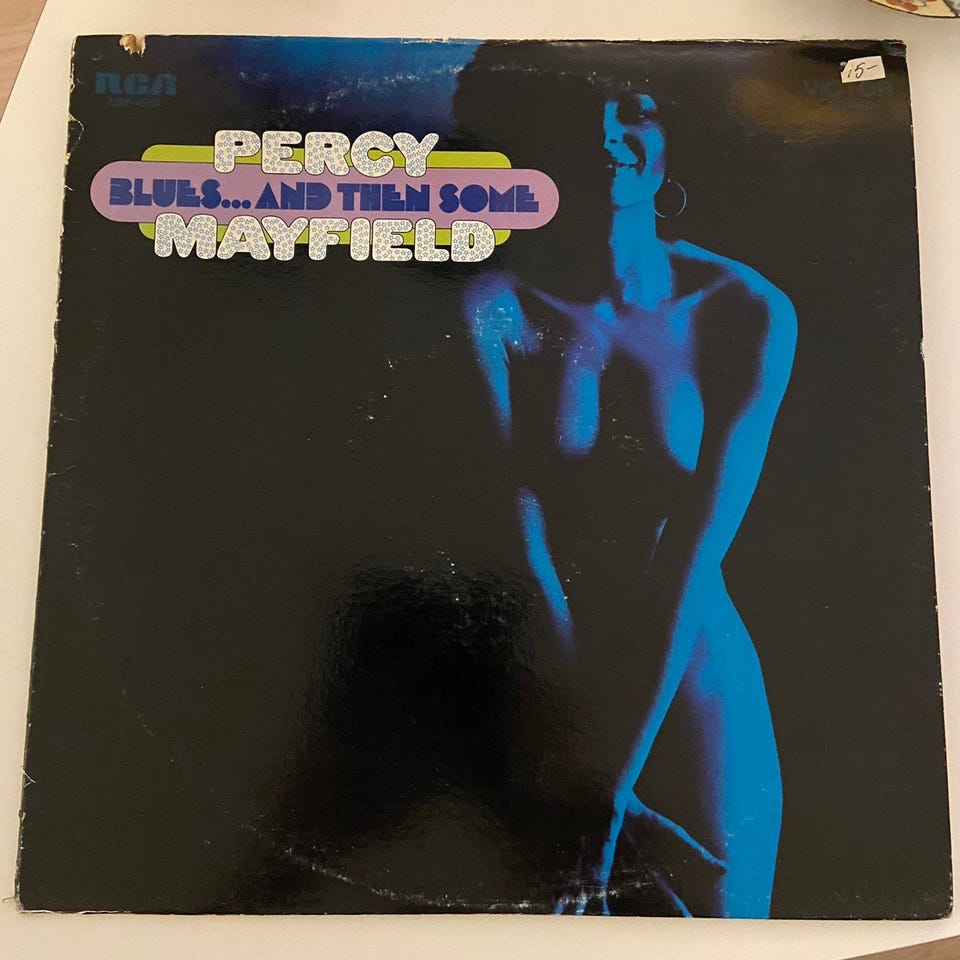 RCA
VICTOR
15-
PERCY
BLUES... AND THEN SOME
MAYFIELD